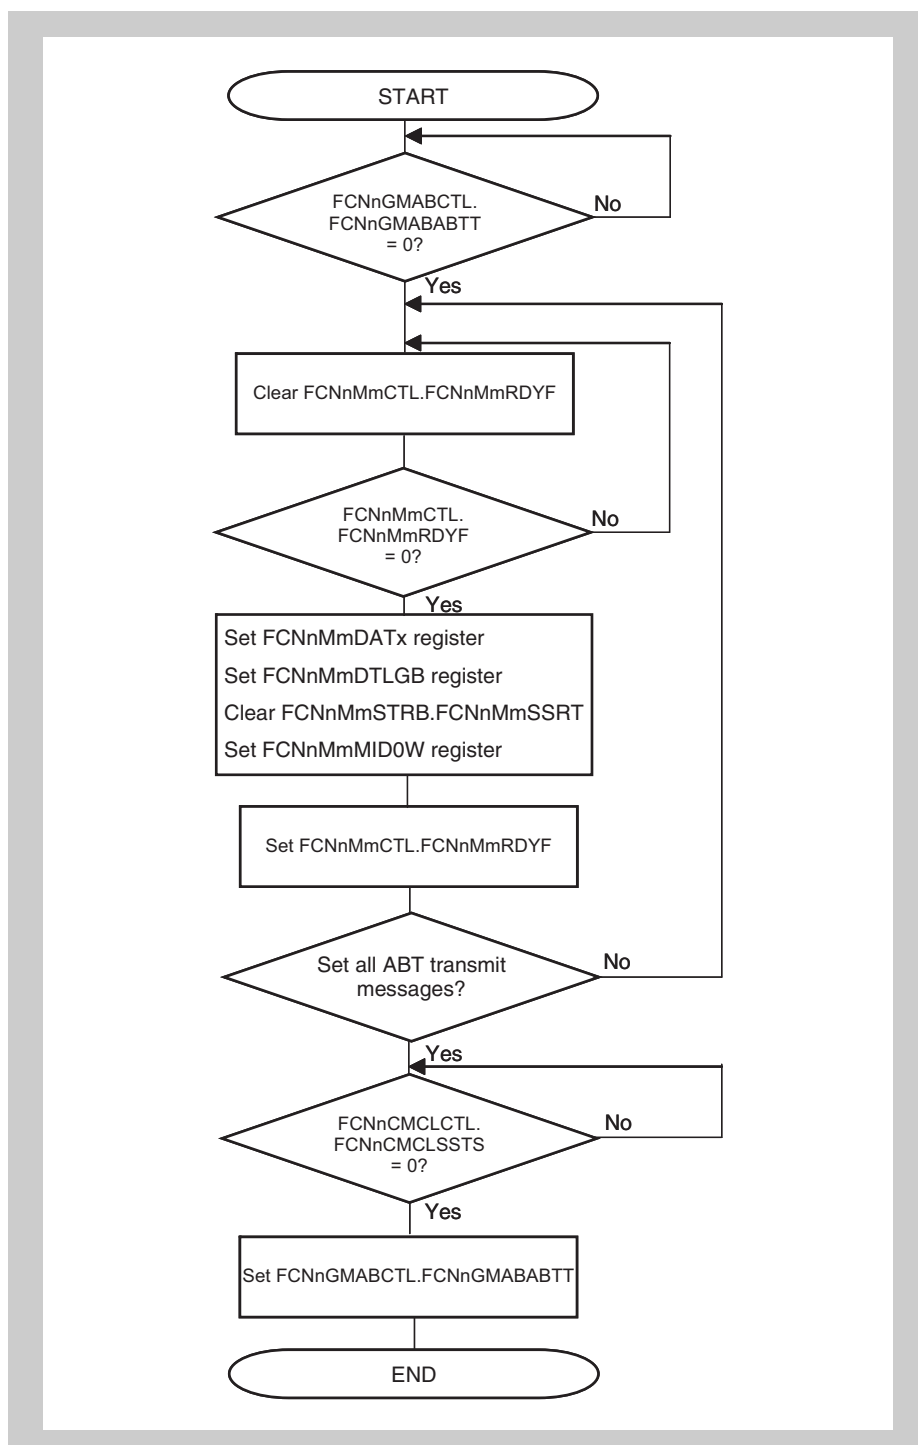 START
FCNnGMABCTL.
FCNnGMABABTT
= 0?
No
Yes
Clear FCNnMmCTL.FCNnMmRDYF
FCNnMmCTL.
FCNnMmRDYF
= 0?
No
Yes
Set FCNnMmDATx register
Set FCNnMmDTLGB register
Clear FCNnMmSTRB.FCNnMmSSRT
Set FCNnMmMID0W register
Set FCNnMmCTL.FCNnMmRDYF
Set all ABT transmit
messages?
No
Yes
FCNnCMCLCTL.
FCNnCMCLSSTS
= 0?
No
Yes
Set FCNnGMABCTL.FCNnGMABABTT
END